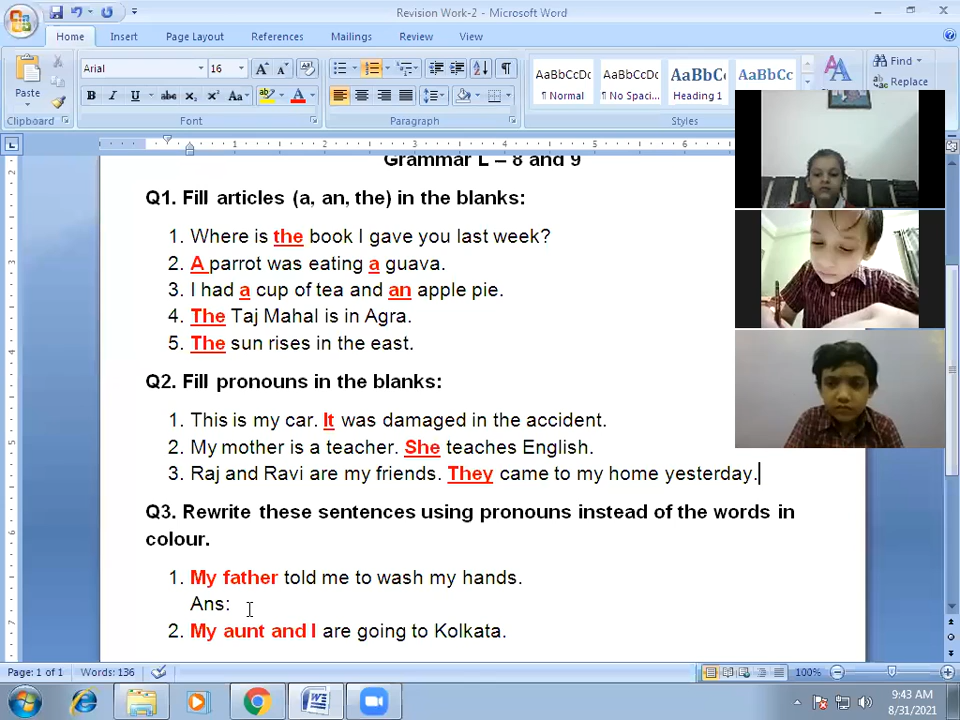 Revision Work-2 - Microsoft Word
Home Insert Page Layout References Mailings Review View
Paste
Clipboard
Arial 16
Font
Paragraph
AaBbCcDc AaBbCcDc AaBbC AaBbCc
¶ Normal ¶ No Spaci... Heading 1
Styles
Find
Replace
Grammar L – 8 and 9
Q1. Fill articles (a, an, the) in the blanks:
1. Where is the book I gave you last week?
2. A parrot was eating a guava.
3. I had a cup of tea and an apple pie.
4. The Taj Mahal is in Agra.
5. The sun rises in the east.
Q2. Fill pronouns in the blanks:
1. This is my car. It was damaged in the accident.
2. My mother is a teacher. She teaches English.
3. Raj and Ravi are my friends. They came to my home yesterday.
Q3. Rewrite these sentences using pronouns instead of the words in
colour.
1. My father told me to wash my hands.
Ans:
2. My aunt and I are going to Kolkata.
Page: 1 of 1 Words: 136 100%
9:43 AM
8/31/2021